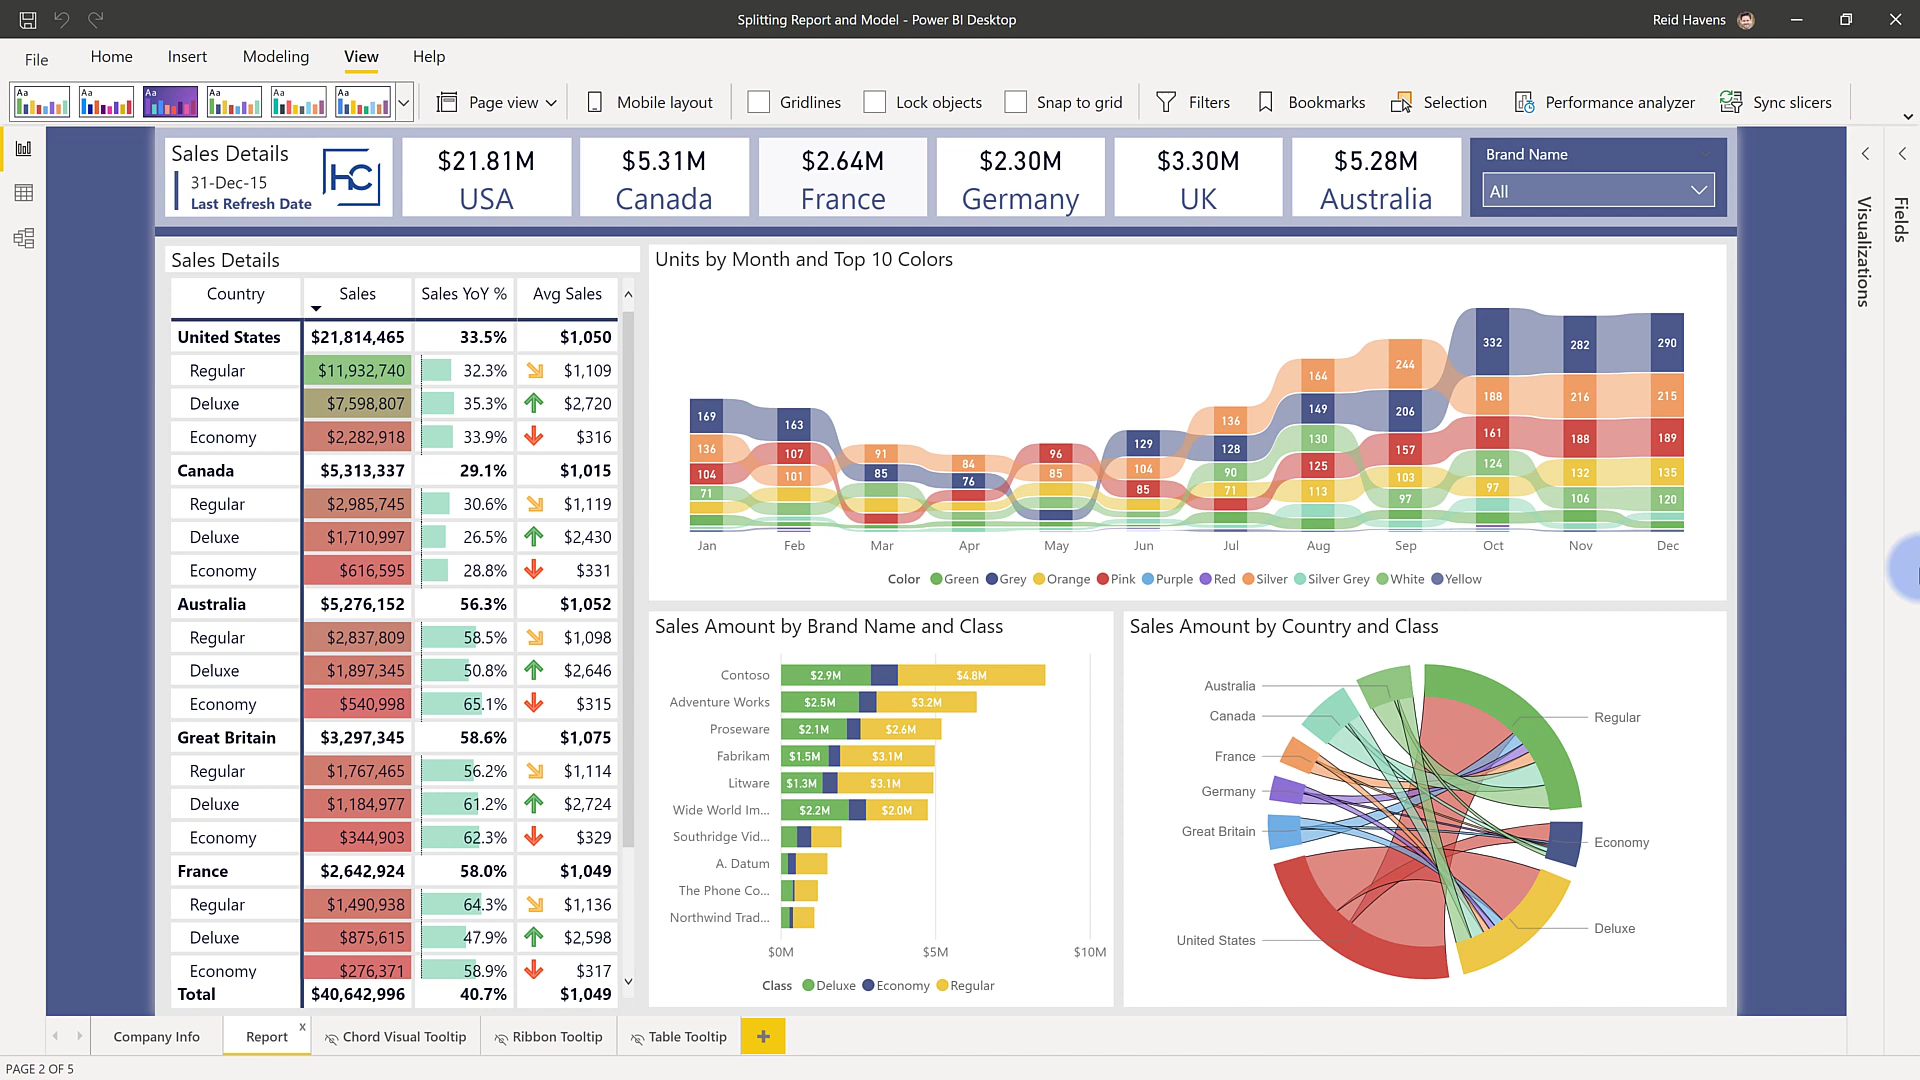 Splitting Report and Model - Power BI Desktop
Reid Havens
File Home Insert Modeling View Help
Aa Aa Aa Aa Aa Aa
Page view Mobile layout Gridlines Lock objects Snap to grid Filters Bookmarks Selection Performance analyzer Sync slicers
Sales Details
31-Dec-15
Last Refresh Date
hC
$21.81M
USA
$5.31M
Canada
$2.64M
France
$2.30M
Germany
$3.30M
UK
$5.28M
Australia
Brand Name
All
Visualizations
Fields
Sales Details
Country Sales Sales YoY % Avg Sales
United States $21,814,465 33.5% $1,050
Regular $11,932,740 32.3% $1,109
Deluxe $7,598,807 35.3% $2,720
Economy $2,282,918 33.9% $316
Canada $5,313,337 29.1% $1,015
Regular $2,985,745 30.6% $1,119
Deluxe $1,710,997 26.5% $2,430
Economy $616,595 28.8% $331
Australia $5,276,152 56.3% $1,052
Regular $2,837,809 58.5% $1,098
Deluxe $1,897,345 50.8% $2,646
Economy $540,998 65.1% $315
Great Britain $3,297,345 58.6% $1,075
Regular $1,767,465 56.2% $1,114
Deluxe $1,184,977 61.2% $2,724
Economy $344,903 62.3% $329
France $2,642,924 58.0% $1,049
Regular $1,490,938 64.3% $1,136
Deluxe $875,615 47.9% $2,598
Economy $276,371 58.9% $317
Total $40,642,996 40.7% $1,049
Units by Month and Top 10 Colors
169 136 104 71
163 107 101
91 85
84 76
96 85
129 104 85
136 128 90 71
164 149 130 125 113
244 206 157 103 97
332 188 161 124 97
282 216 188 132 106
290 215 189 135 120
Jan Feb Mar Apr May Jun Jul Aug Sep Oct Nov Dec
Color Green Grey Orange Pink Purple Red Silver Silver Grey White Yellow
Sales Amount by Brand Name and Class
Contoso $2.9M $4.8M
Adventure Works $2.5M $3.2M
Proseware $2.1M $2.6M
Fabrikam $1.5M $3.1M
Litware $1.3M $3.1M
Wide World Im... $2.2M $2.0M
Southridge Vid...
A. Datum
The Phone Co...
Northwind Trad...
$0M $5M $10M
Class Deluxe Economy Regular
Sales Amount by Country and Class
Australia
Canada
France
Germany
Great Britain
United States
Regular
Economy
Deluxe
Company Info Report x Chord Visual Tooltip Ribbon Tooltip Table Tooltip +
PAGE 2 OF 5